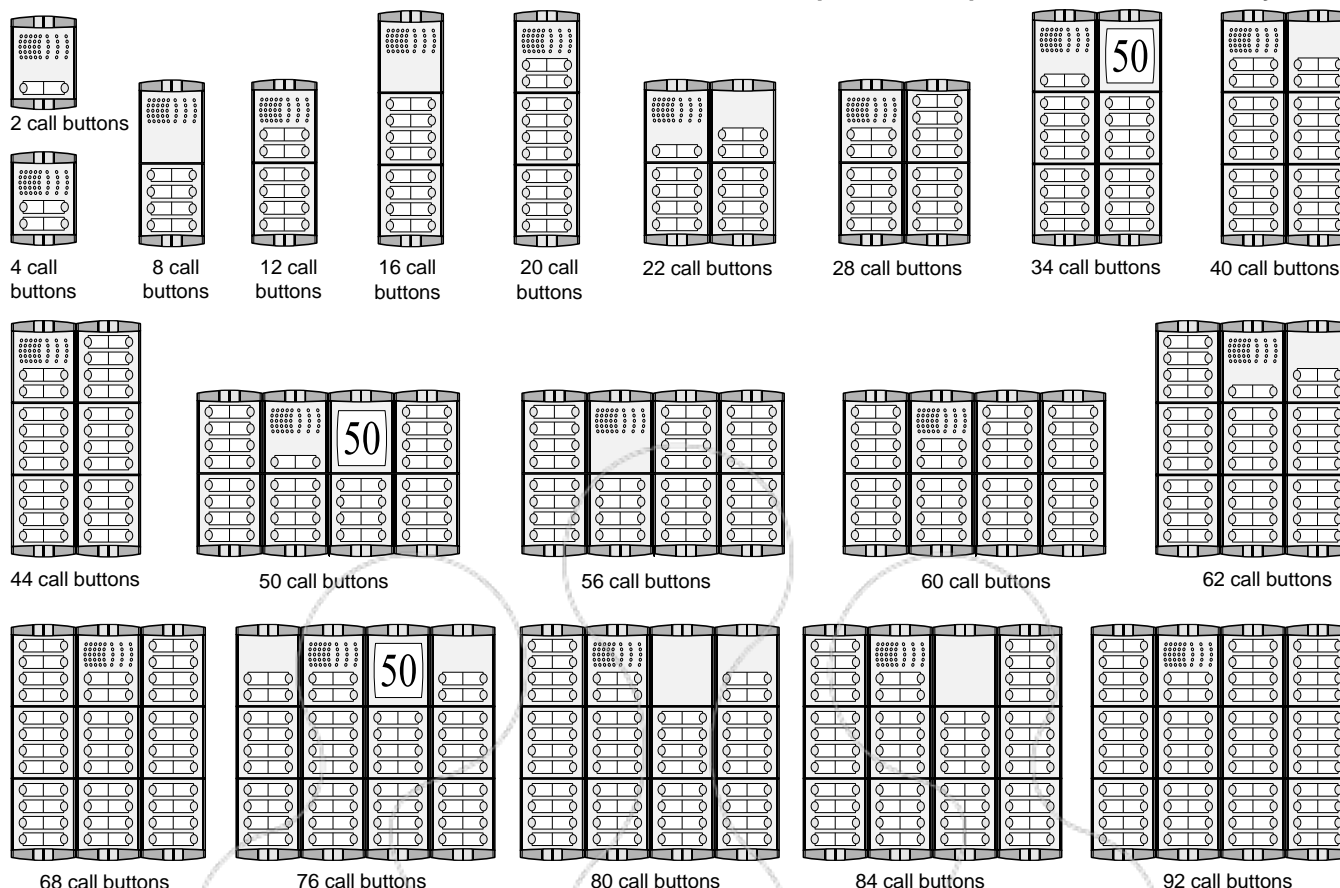 50
2 call buttons
4 call
buttons
8 call
buttons
12 call
buttons
16 call
buttons
20 call
buttons
22 call buttons
28 call buttons
34 call buttons
40 call buttons
50
44 call buttons
50 call buttons
56 call buttons
60 call buttons
62 call buttons
50
68 call buttons
76 call buttons
80 call buttons
84 call buttons
92 call buttons